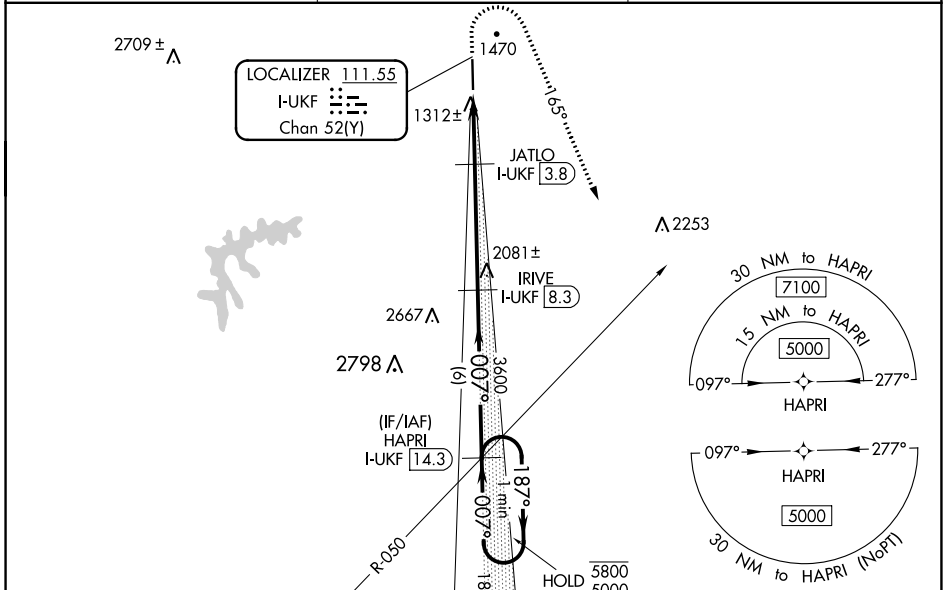 2709 ±
1470
LOCALIZER 111.55
I-UKF
Chan 52(Y)
165°
1312±
JATLO
I-UKF 3.8
2253
2081±
IRIVE
I-UKF 8.3
30 NM to HAPRI
7100
15 NM to HAPRI
5000
097°
277°
HAPRI
2667
2798
007°
3600
(6)
(IF/IAF)
HAPRI
I-UKF 14.3
187°
1 min
007°
097°
277°
HAPRI
5000
30 NM to HAPRI (NoPT)
R-050
HOLD 5800
5000
18